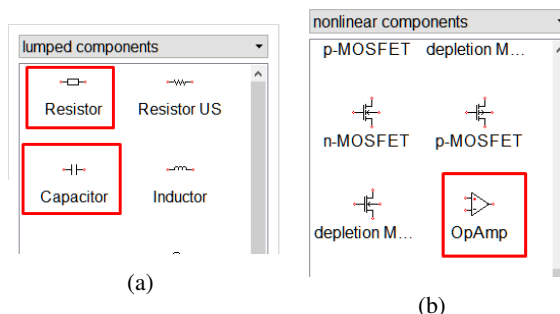 lumped components
Resistor Resistor US
Capacitor Inductor
(a)
nonlinear components
p-MOSFET depletion M...
n-MOSFET p-MOSFET
depletion M... OpAmp
(b)